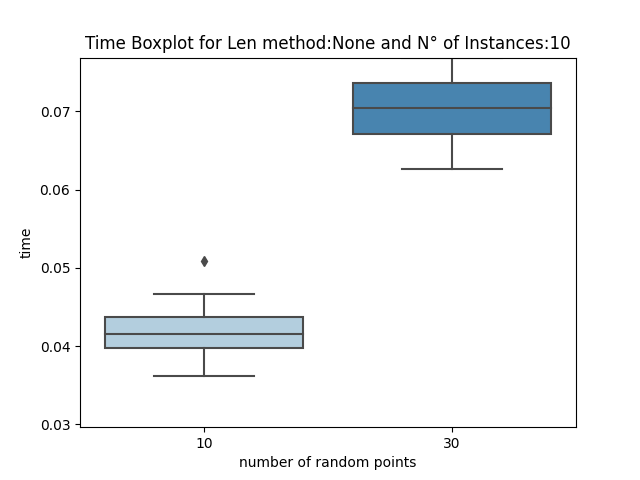 Time Boxplot for Len method:None and N° of Instances:10
0.07
0.06
0.05
0.04
0.03
time
10 30
number of random points